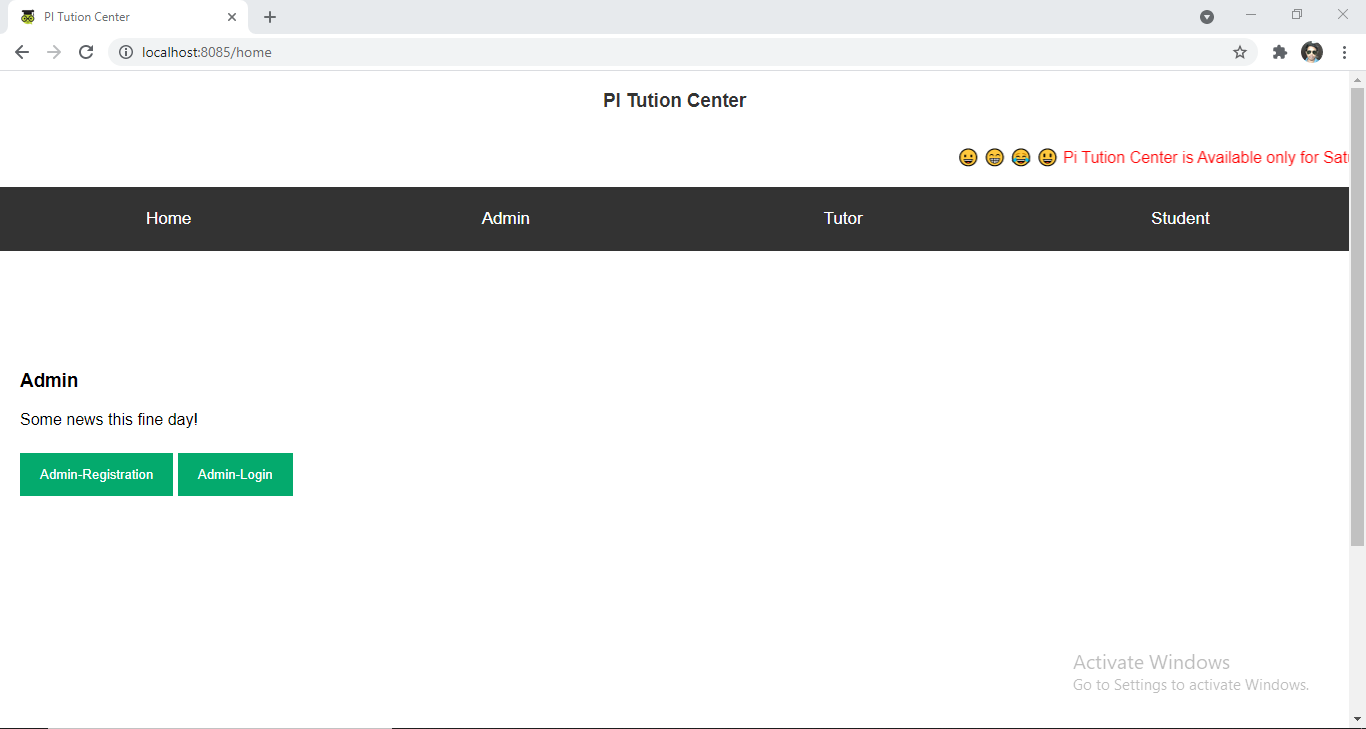 PI Tution Center
localhost:8085/home
PI Tution Center
😀 😁 😂 😃 Pi Tution Center is Available only for
Home Admin Tutor Student
Admin
Some news this fine day!
Admin-Registration Admin-Login
Activate Windows
Go to Settings to activate Windows.